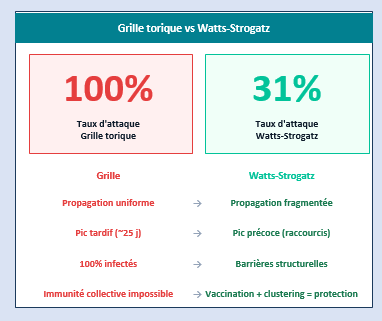 Grille torique vs Watts-Strogatz
100%
Taux d'attaque
Grille torique
31%
Taux d'attaque
Watts-Strogatz
Grille
Watts-Strogatz
Propagation uniforme → Propagation fragmentée
Pic tardif (~25 j) → Pic précoce (raccourcis)
100% infectés → Barrières structurelles
Immunité collective impossible → Vaccination + clustering = protection